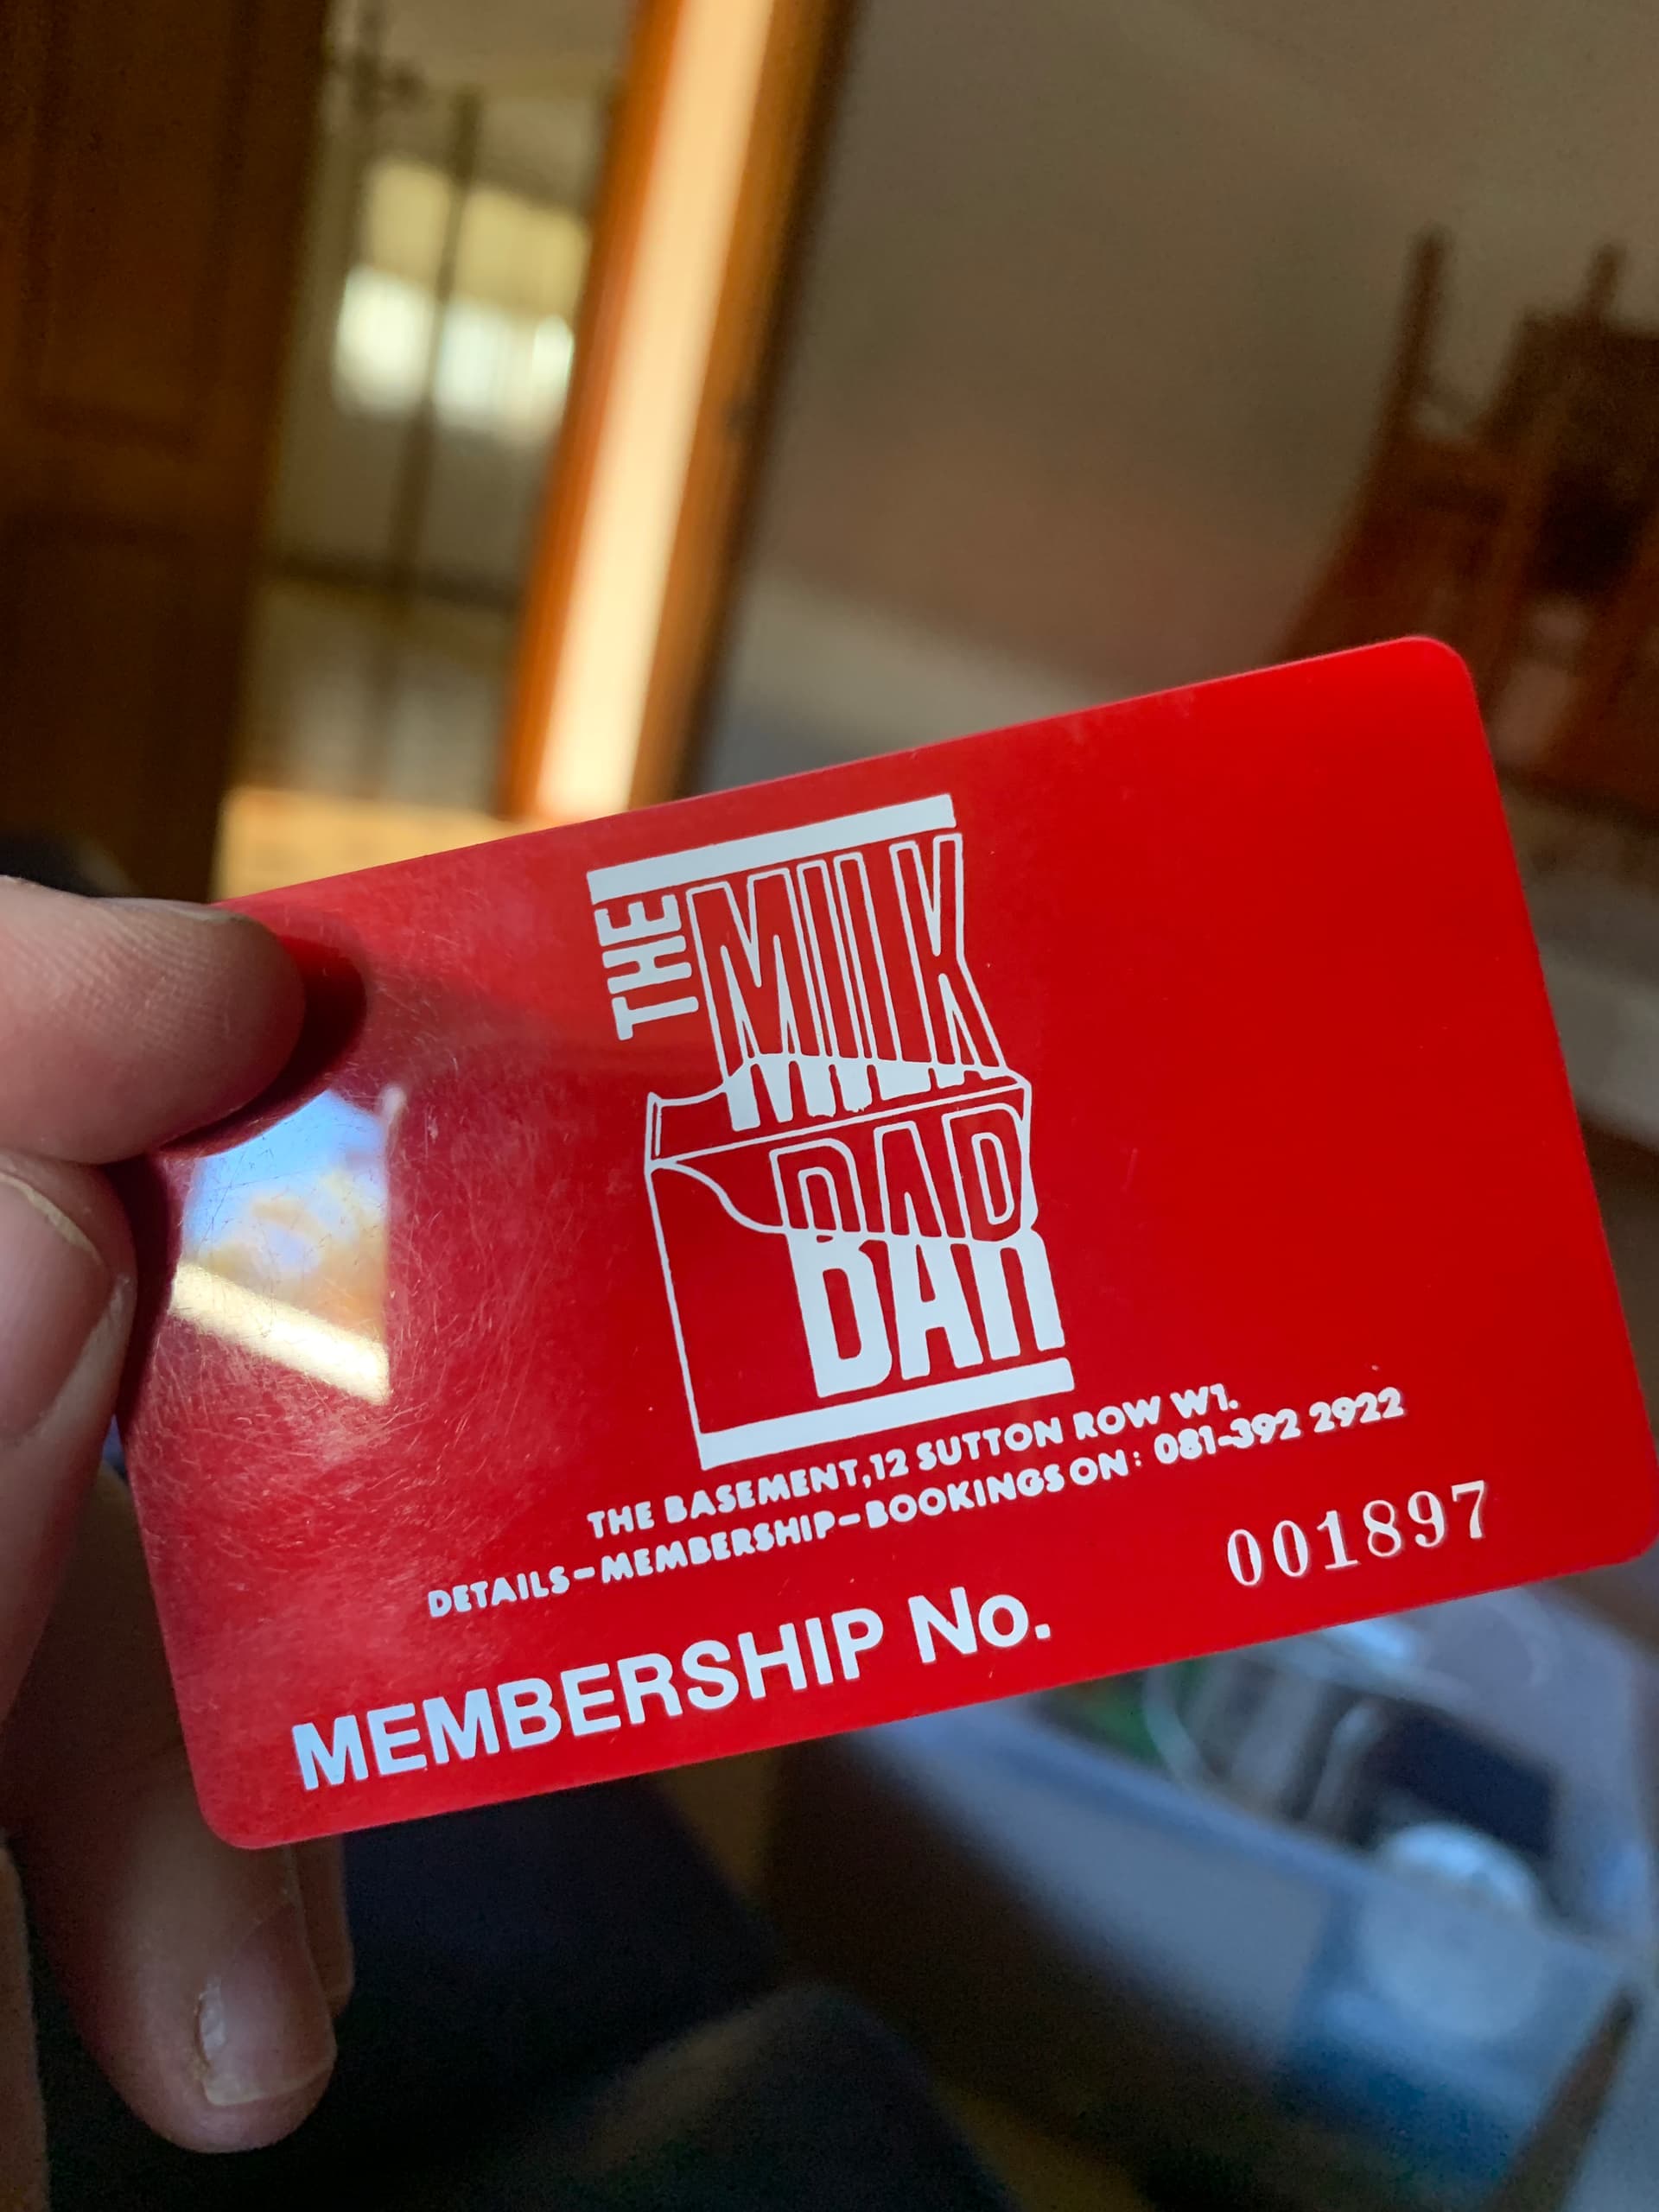 THE
MILK
BAR
THE BASEMENT, 12 SUTTON ROW W1.
DETAILS-MEMBERSHIP-BOOKINGS ON: 081-392 2922
001897
MEMBERSHIP No.